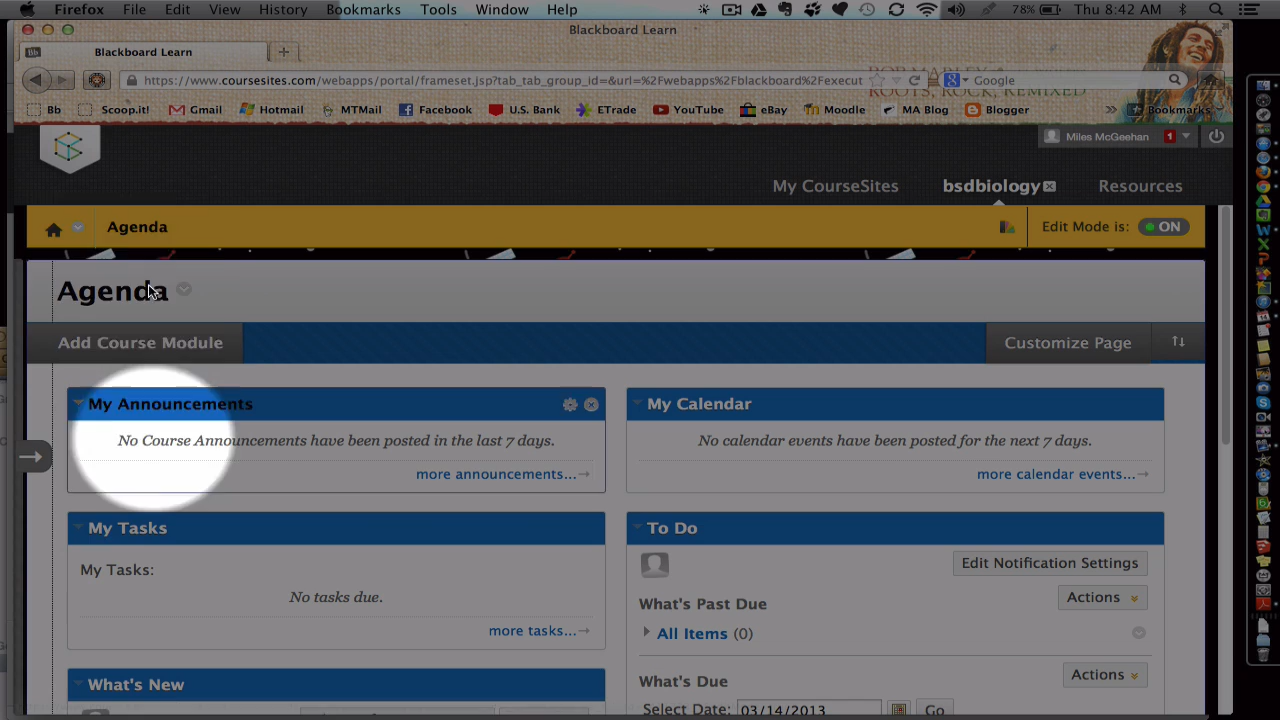 Firefox File Edit View History Bookmarks Tools Window Help 78% Thu 8:42 AM
Blackboard Learn
Bb Blackboard Learn
https://www.coursesites.com/webapps/portal/frameset.jsp?tab_tab_group_id=&url=%2Fwebapps%2Fblackboard%2Fexecut Google
ROOTS, ROCK, REMIXED
Bb Scoop.it! Gmail Hotmail MTMail Facebook U.S. Bank ETrade YouTube eBay Moodle MA Blog Blogger Bookmarks
Miles McGeehan 1
My CourseSites bsdbiology Resources
Agenda Edit Mode is: ON
Agenda
Add Course Module Customize Page
My Announcements
No Course Announcements have been posted in the last 7 days.
more announcements...
My Calendar
No calendar events have been posted for the next 7 days.
more calendar events...
My Tasks
My Tasks:
No tasks due.
more tasks...
To Do
Edit Notification Settings
What's Past Due Actions
All Items (0)
What's Due Actions
Select Date: 03/14/2013 Go
What's New